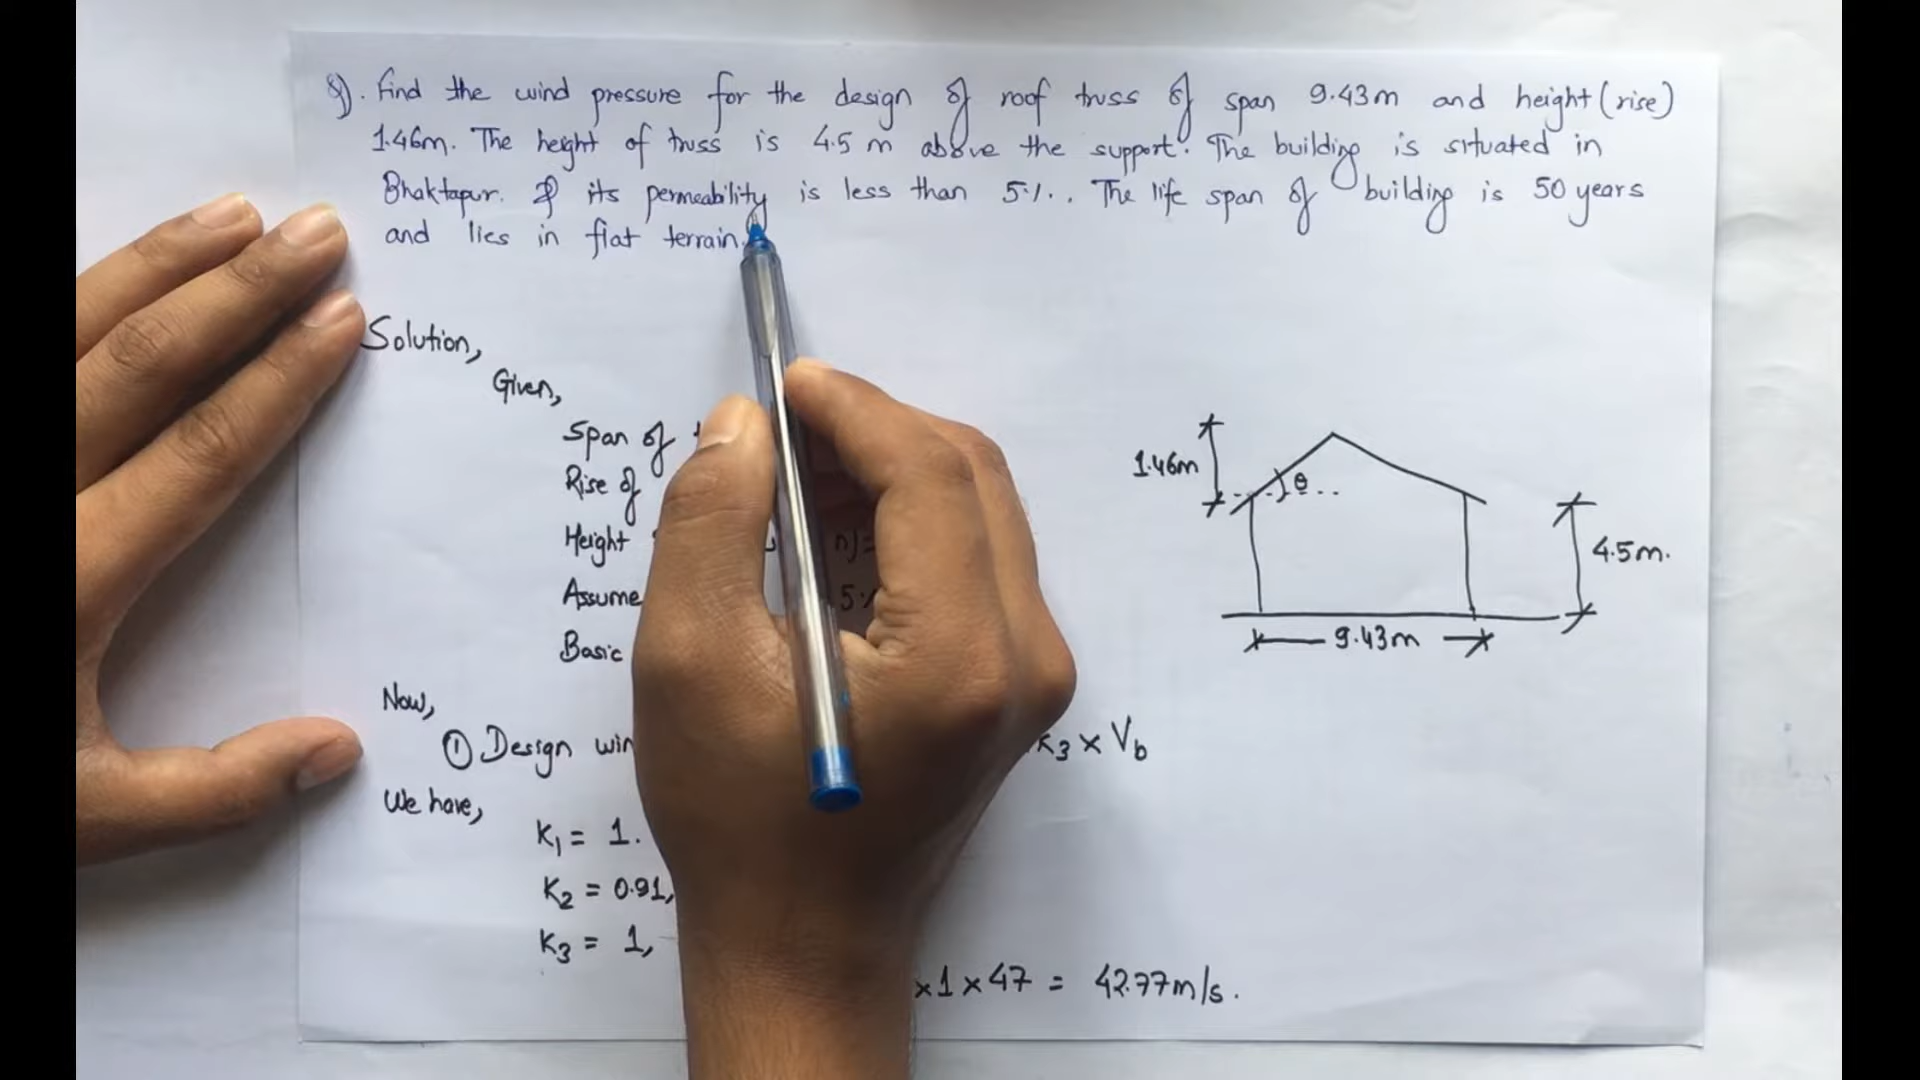 Q). Find the wind pressure for the design of roof truss of span 9.43m and height (rise)
1.46m. The height of truss is 4.5 m above the support. The building is situated in
Bhaktapur. & its permeability is less than 5%. The life span of building is 50 years
and lies in flat terrain.
Solution,
Given,
Span of
Rise of
Height
Assume 5%
Basic
1.46m
θ
4.5m.
9.43m
Now,
① Design win K3 × Vb
We have,
K1 = 1.
K2 = 0.91,
K3 = 1,
×1×47 = 42.77m/s.